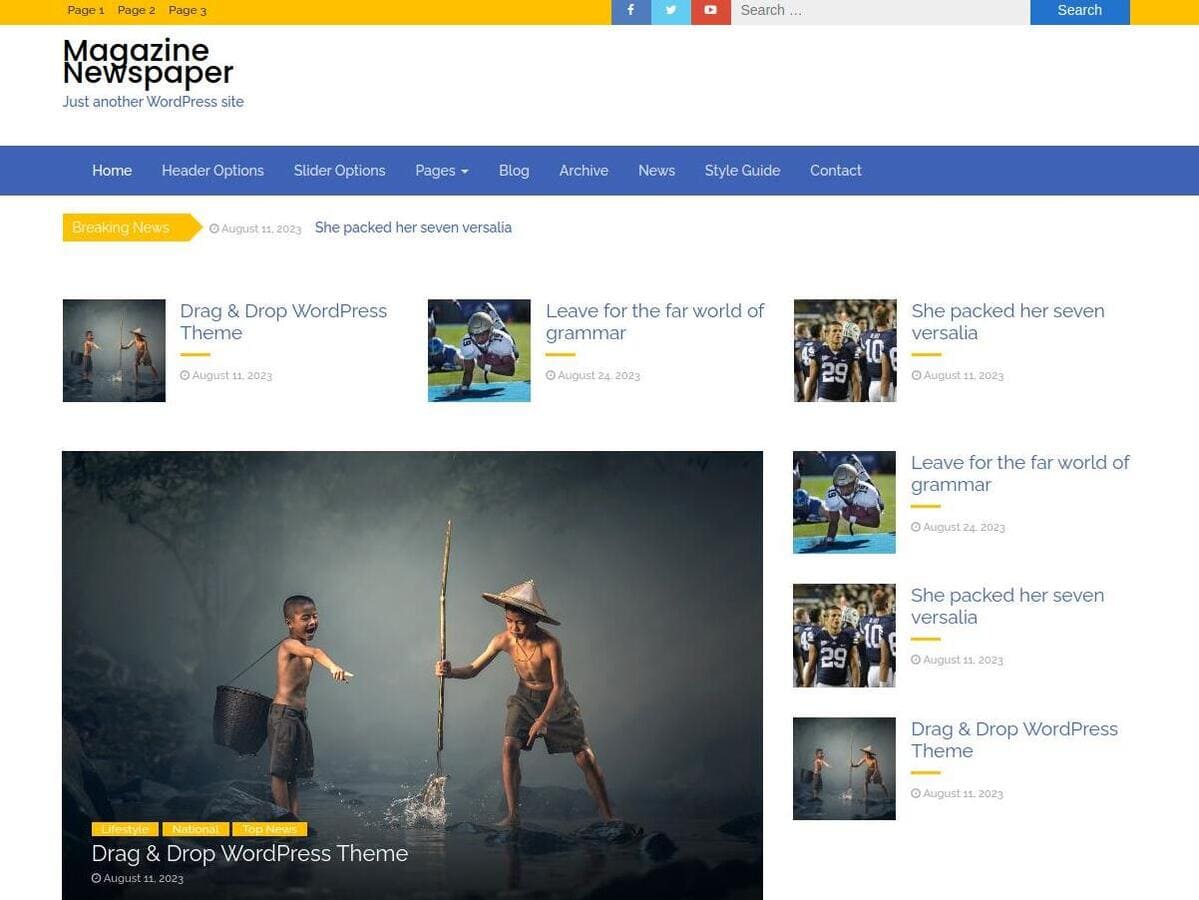 Page 1 Page 2 Page 3
Search ...
Search
Magazine
Newspaper
Just another WordPress site
Home Header Options Slider Options Pages Blog Archive News Style Guide Contact
Breaking News
August 11, 2023
She packed her seven versalia
Drag & Drop WordPress
Theme
August 11, 2023
Leave for the far world of
grammar
August 24, 2023
She packed her seven
versalia
August 11, 2023
29
10
Lifestyle National Top News
Drag & Drop WordPress Theme
August 11, 2023
Leave for the far world of
grammar
August 24, 2023
She packed her seven
versalia
August 11, 2023
29
10
Drag & Drop WordPress
Theme
August 11, 2023